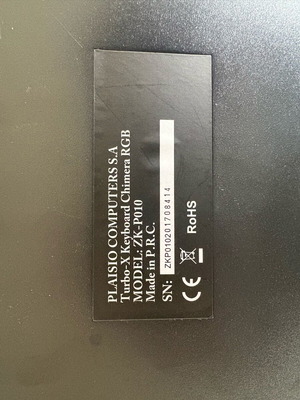 PLAISIO COMPUTERS S.A
Turbo-X Keyboard Chimera RGB
MODEL: ZK-P010
Made in P.R.C.
SN: ZKP010201708414
CE RoHS